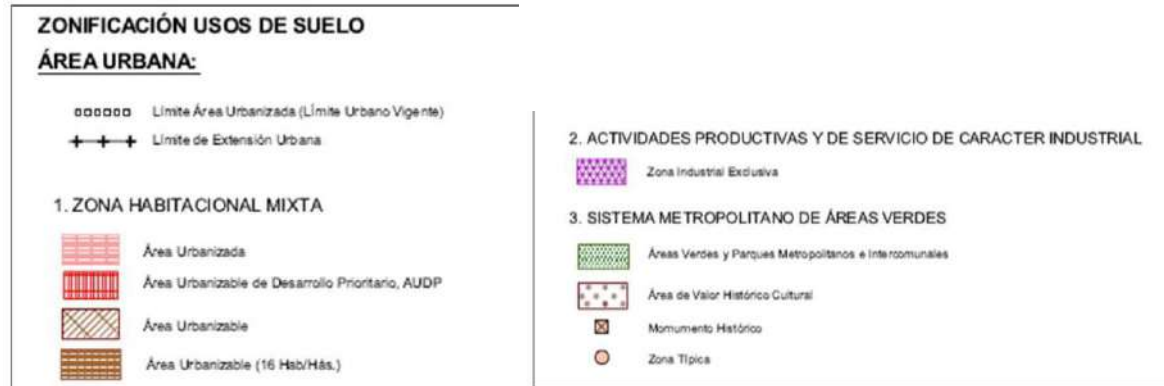 ZONIFICACIÓN USOS DE SUELO
ÁREA URBANA:
Límite Área Urbanizada (Límite Urbano Vigente)
Límite de Extensión Urbana
1. ZONA HABITACIONAL MIXTA
Área Urbanizada
Área Urbanizable de Desarrollo Prioritario, AUDP
Área Urbanizable
Área Urbanizable (16 Hab/Hás.)
2. ACTIVIDADES PRODUCTIVAS Y DE SERVICIO DE CARACTER INDUSTRIAL
Zona Industrial Exclusiva
3. SISTEMA METROPOLITANO DE ÁREAS VERDES
Áreas Verdes y Parques Metropolitanos e Intercomunales
Área de Valor Histórico Cultural
Momumento Histórico
Zona Típica